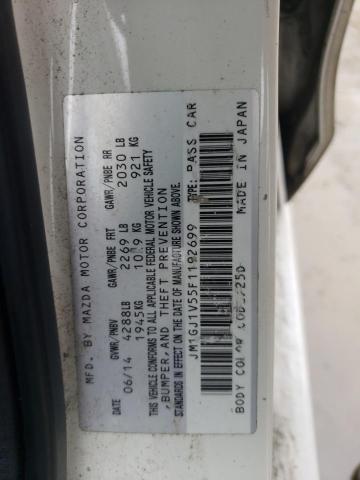 MFD. BY MAZDA MOTOR CORPORATION
DATE GVWR/PNBV GAWR/PNBE FRT GAWR/PNBE RR
06/14 4288LB 2269 LB 2030 LB
1945KG 1029 KG 921 KG
THIS VEHICLE CONFORMS TO ALL APPLICABLE FEDERAL MOTOR VEHICLE SAFETY
,BUMPER,AND THEFT PREVENTION
STANDARDS IN EFFECT ON THE DATE OF MANUFACTURE SHOWN ABOVE.
JM1GJ1V55F1192699 TYPE: PASS CAR
BODY COLOR CODE:25D MADE IN JAPAN